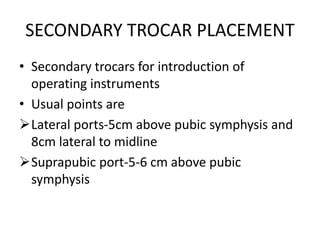 SECONDARY TROCAR PLACEMENT
• Secondary trocars for introduction of
operating instruments
• Usual points are
➢Lateral ports-5cm above pubic symphysis and
8cm lateral to midline
➢Suprapubic port-5-6 cm above pubic
symphysis